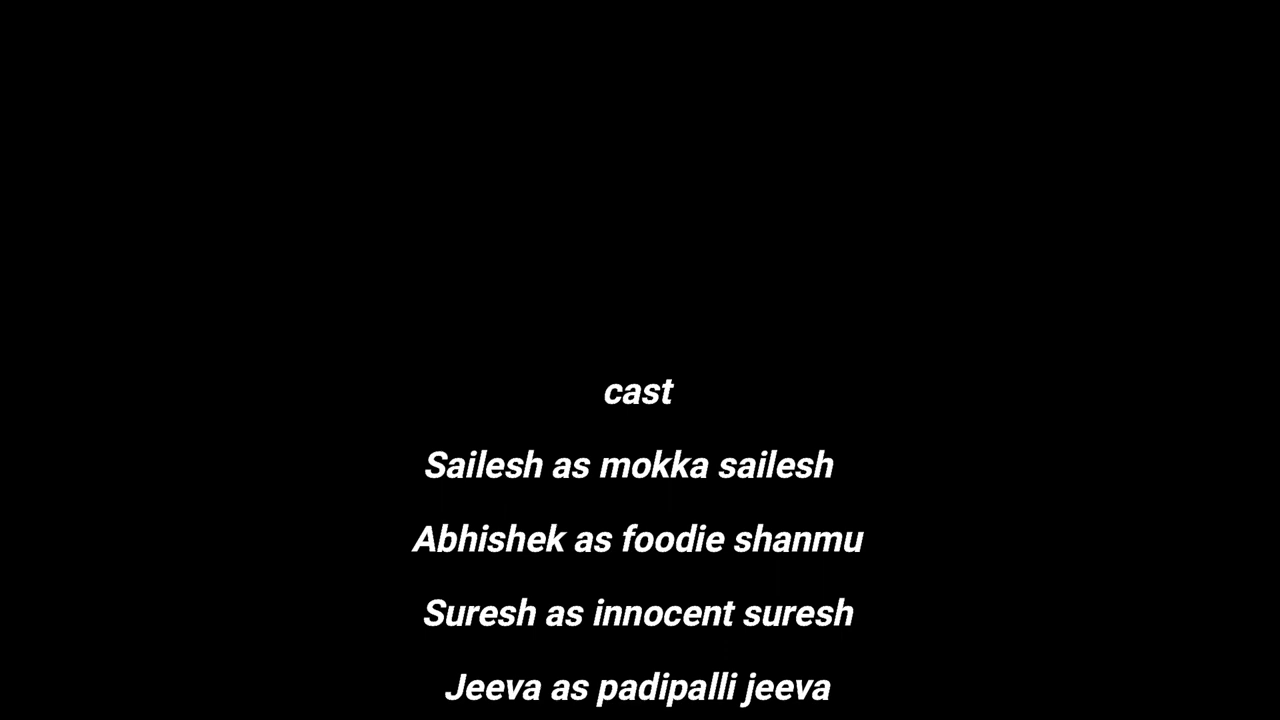 cast
Sailesh as mokka sailesh
Abhishek as foodie shanmu
Suresh as innocent suresh
Jeeva as padipalli jeeva